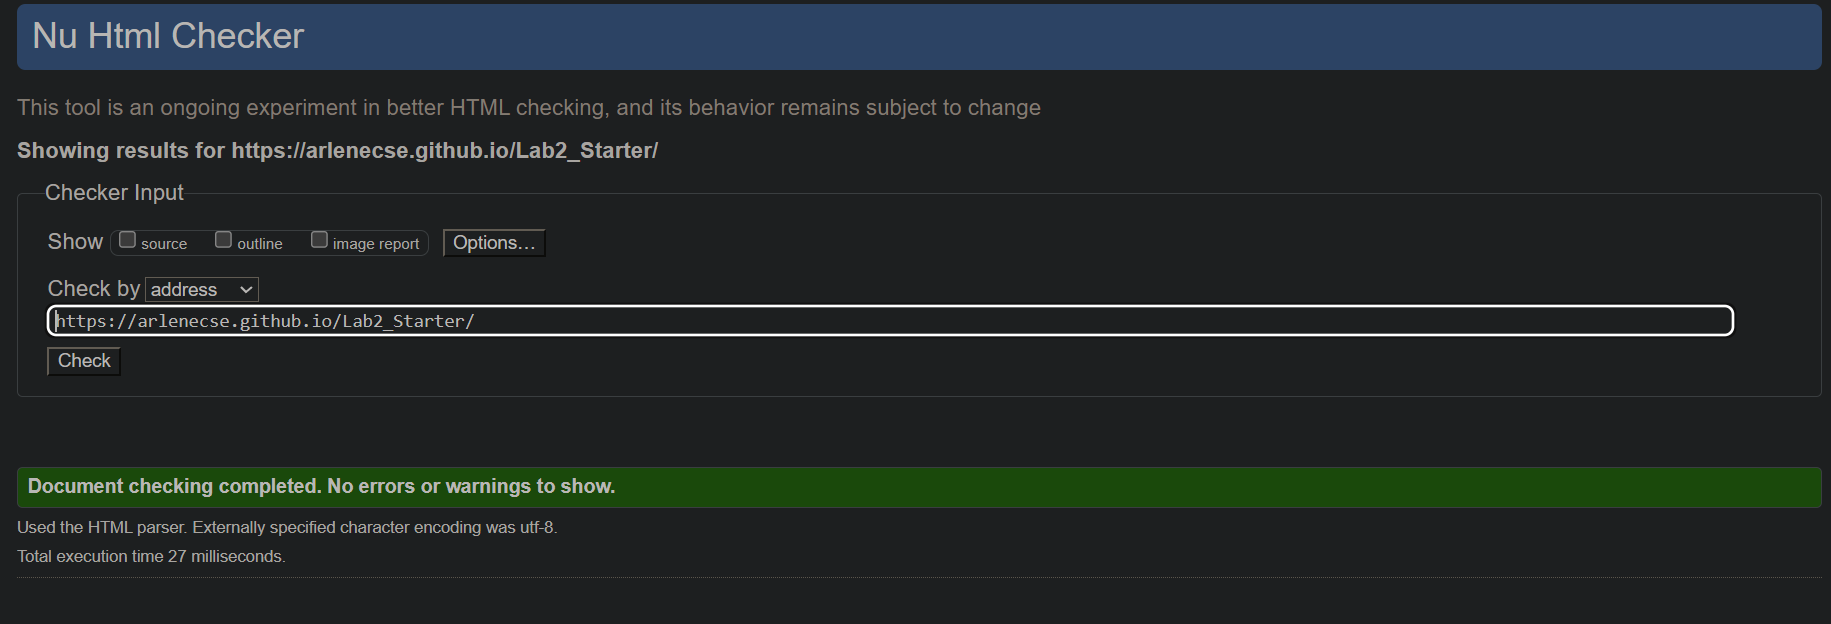 Nu Html Checker
This tool is an ongoing experiment in better HTML checking, and its behavior remains subject to change
Showing results for https://arlenecse.github.io/Lab2_Starter/
Checker Input
Show source outline image report Options...
Check by address
https://arlenecse.github.io/Lab2_Starter/
Check
Document checking completed. No errors or warnings to show.
Used the HTML parser. Externally specified character encoding was utf-8.
Total execution time 27 milliseconds.